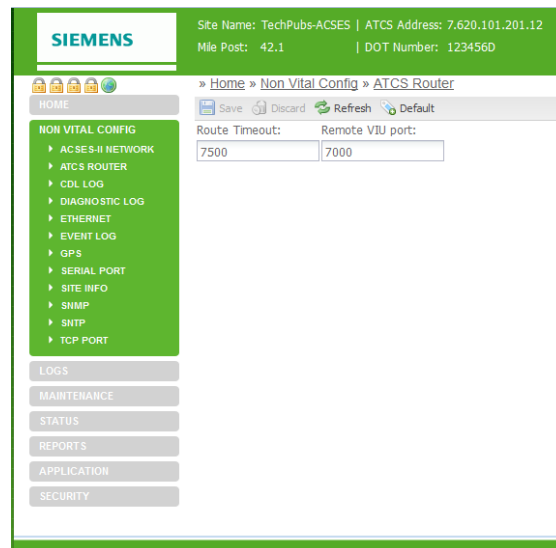 SIEMENS
Site Name: TechPubs-ACSES | ATCS Address: 7.620.101.201.12
Mile Post: 42.1 | DOT Number: 123456D
» Home » Non Vital Config » ATCS Router
Save Discard Refresh Default
Route Timeout: Remote VIU port:
7500 7000
HOME
NON VITAL CONFIG
ACSES-II NETWORK
ATCS ROUTER
CDL LOG
DIAGNOSTIC LOG
ETHERNET
EVENT LOG
GPS
SERIAL PORT
SITE INFO
SNMP
SNTP
TCP PORT
LOGS
MAINTENANCE
STATUS
REPORTS
APPLICATION
SECURITY